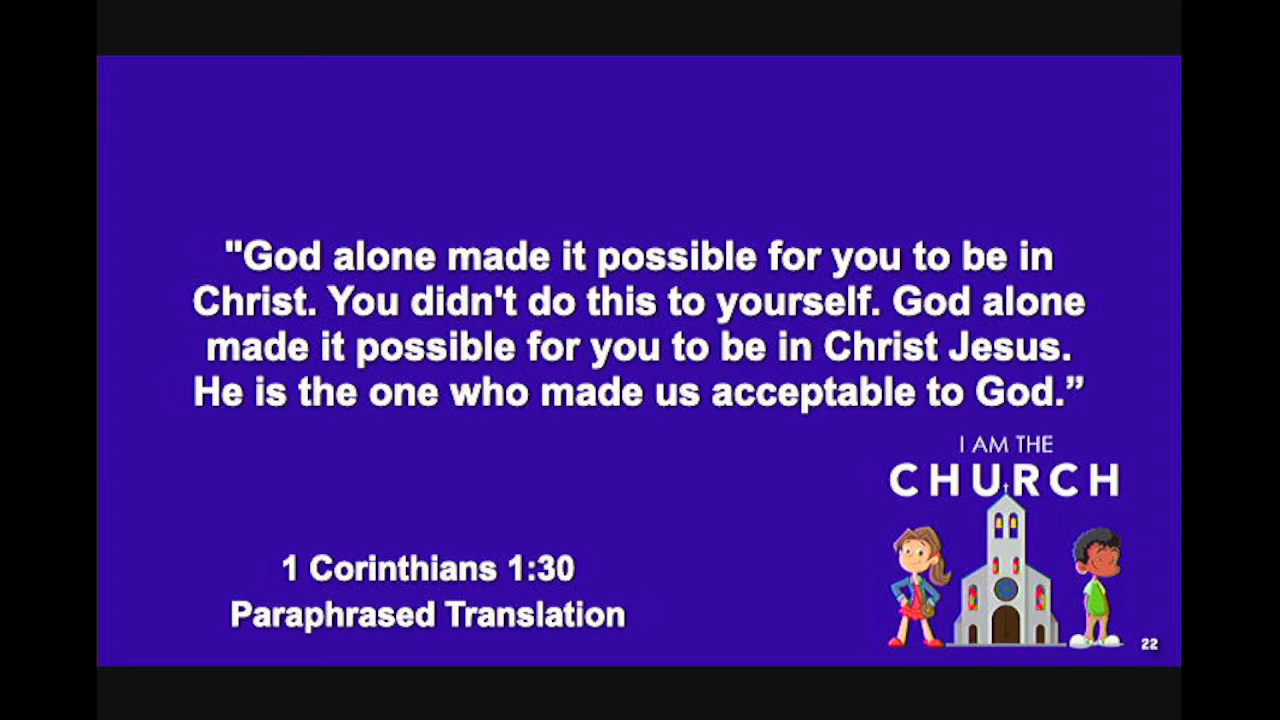 "God alone made it possible for you to be in
Christ. You didn't do this to yourself. God alone
made it possible for you to be in Christ Jesus.
He is the one who made us acceptable to God.”
I AM THE
CHURCH
1 Corinthians 1:30
Paraphrased Translation
22